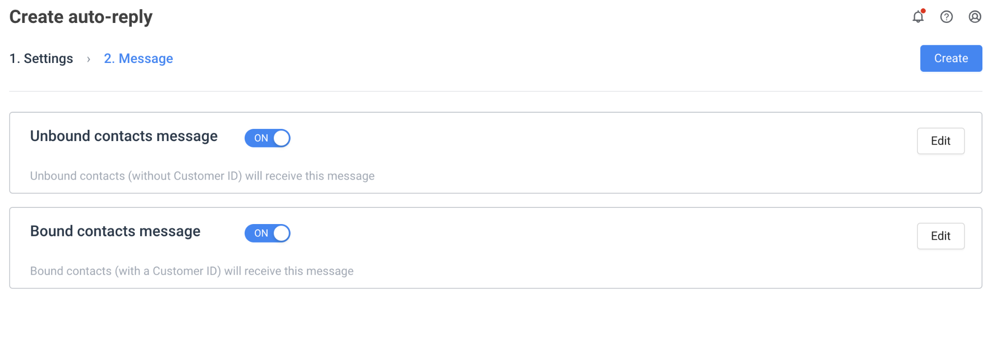 Create auto-reply
1. Settings › 2. Message
Create
Unbound contacts message ON
Edit
Unbound contacts (without Customer ID) will receive this message
Bound contacts message ON
Edit
Bound contacts (with a Customer ID) will receive this message